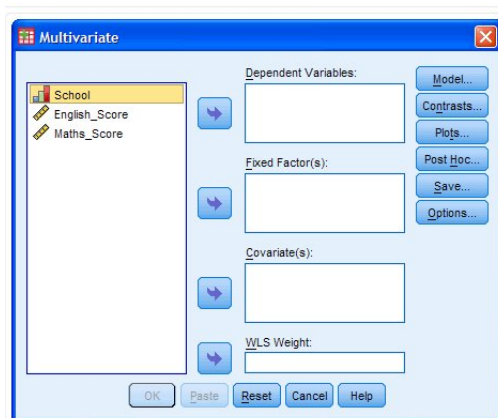 Multivariate
School
English_Score
Maths_Score
Dependent Variables:
Fixed Factor(s):
Covariate(s):
WLS Weight:
Model...
Contrasts...
Plots...
Post Hoc...
Save...
Options...
OK Paste Reset Cancel Help